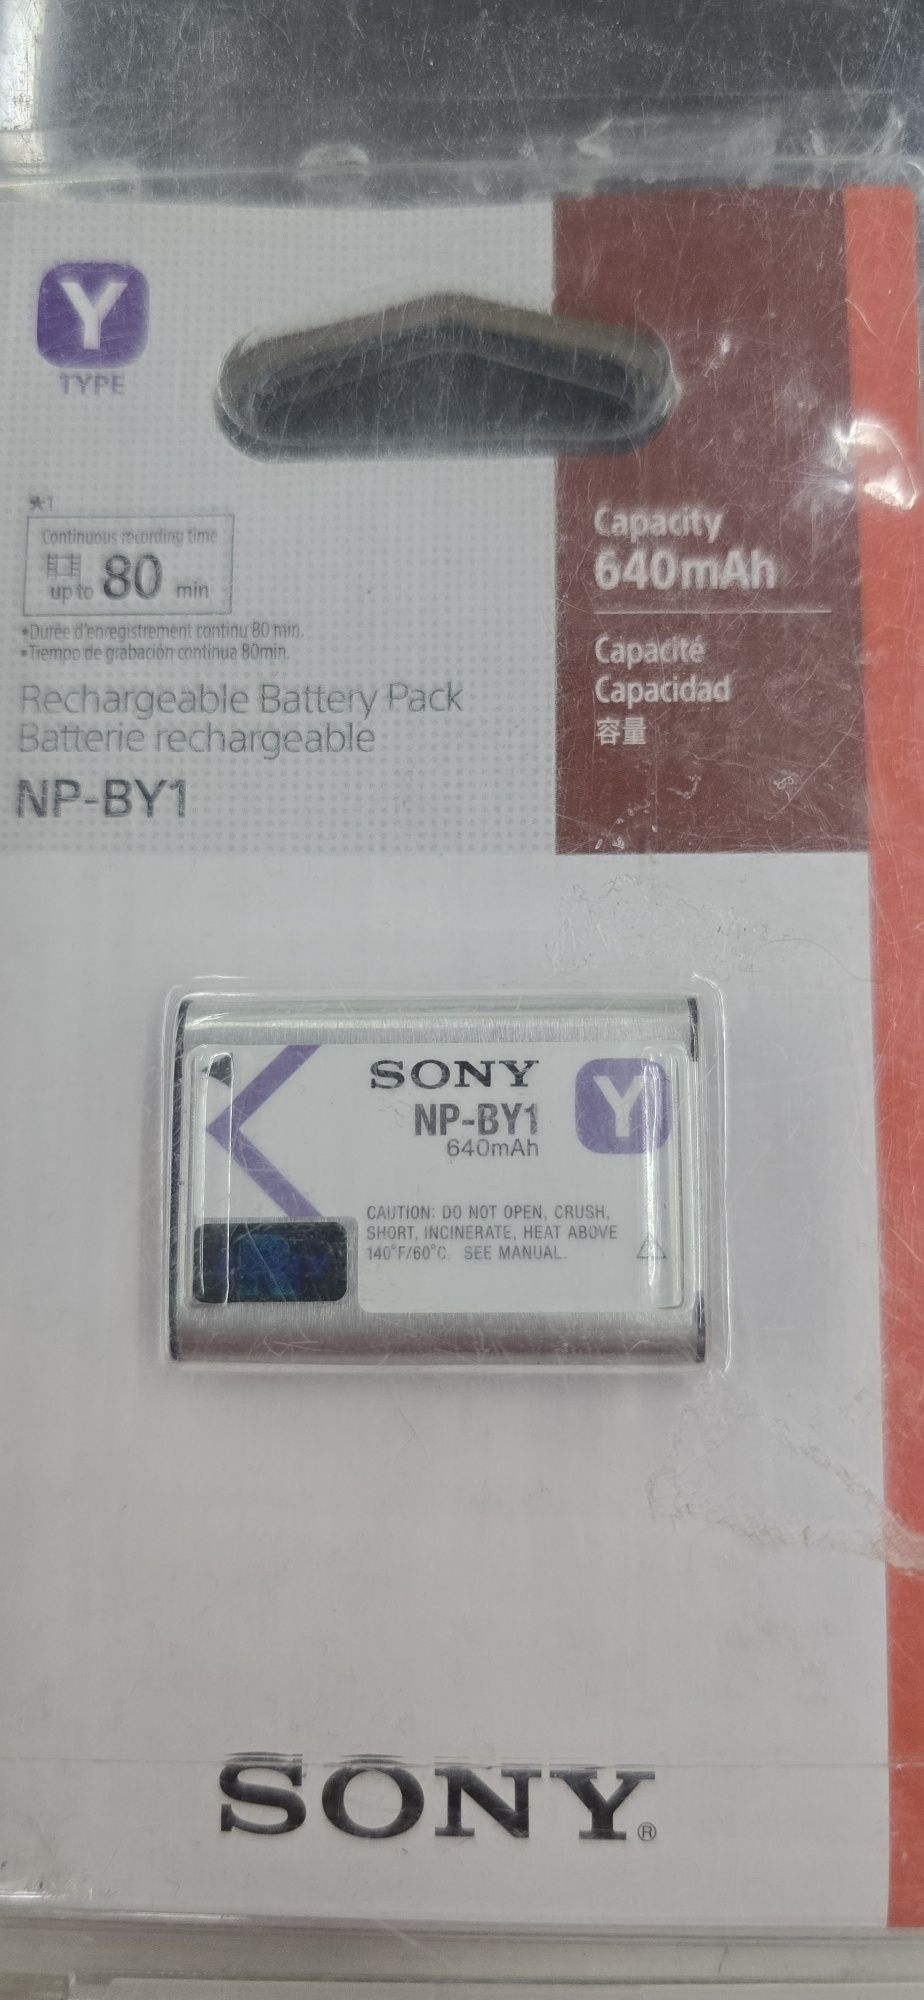 Y
TYPE
*1
Continuous recording time
up to 80 min
•Durée d'enregistrement continu 80 min.
•Tiempo de grabación continua 80min.
Rechargeable Battery Pack
Batterie rechargeable
NP-BY1
Capacity
640mAh
Capacité
Capacidad
容量
SONY
NP-BY1
640mAh
Y
CAUTION: DO NOT OPEN, CRUSH,
SHORT, INCINERATE, HEAT ABOVE
140°F/60°C. SEE MANUAL.
SONY®